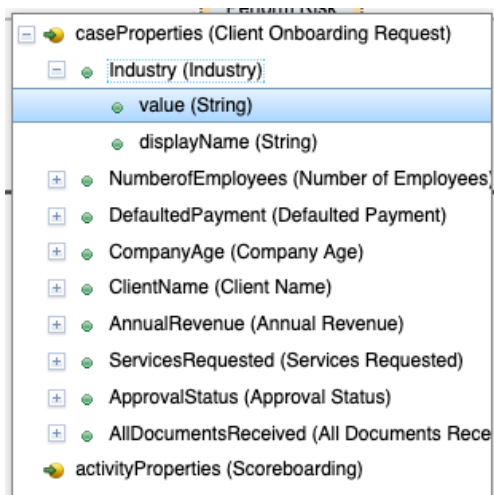 Perform Risk
caseProperties (Client Onboarding Request)
Industry (Industry)
value (String)
displayName (String)
NumberofEmployees (Number of Employees)
DefaultedPayment (Defaulted Payment)
CompanyAge (Company Age)
ClientName (Client Name)
AnnualRevenue (Annual Revenue)
ServicesRequested (Services Requested)
ApprovalStatus (Approval Status)
AllDocumentsReceived (All Documents Rece
activityProperties (Scoreboarding)